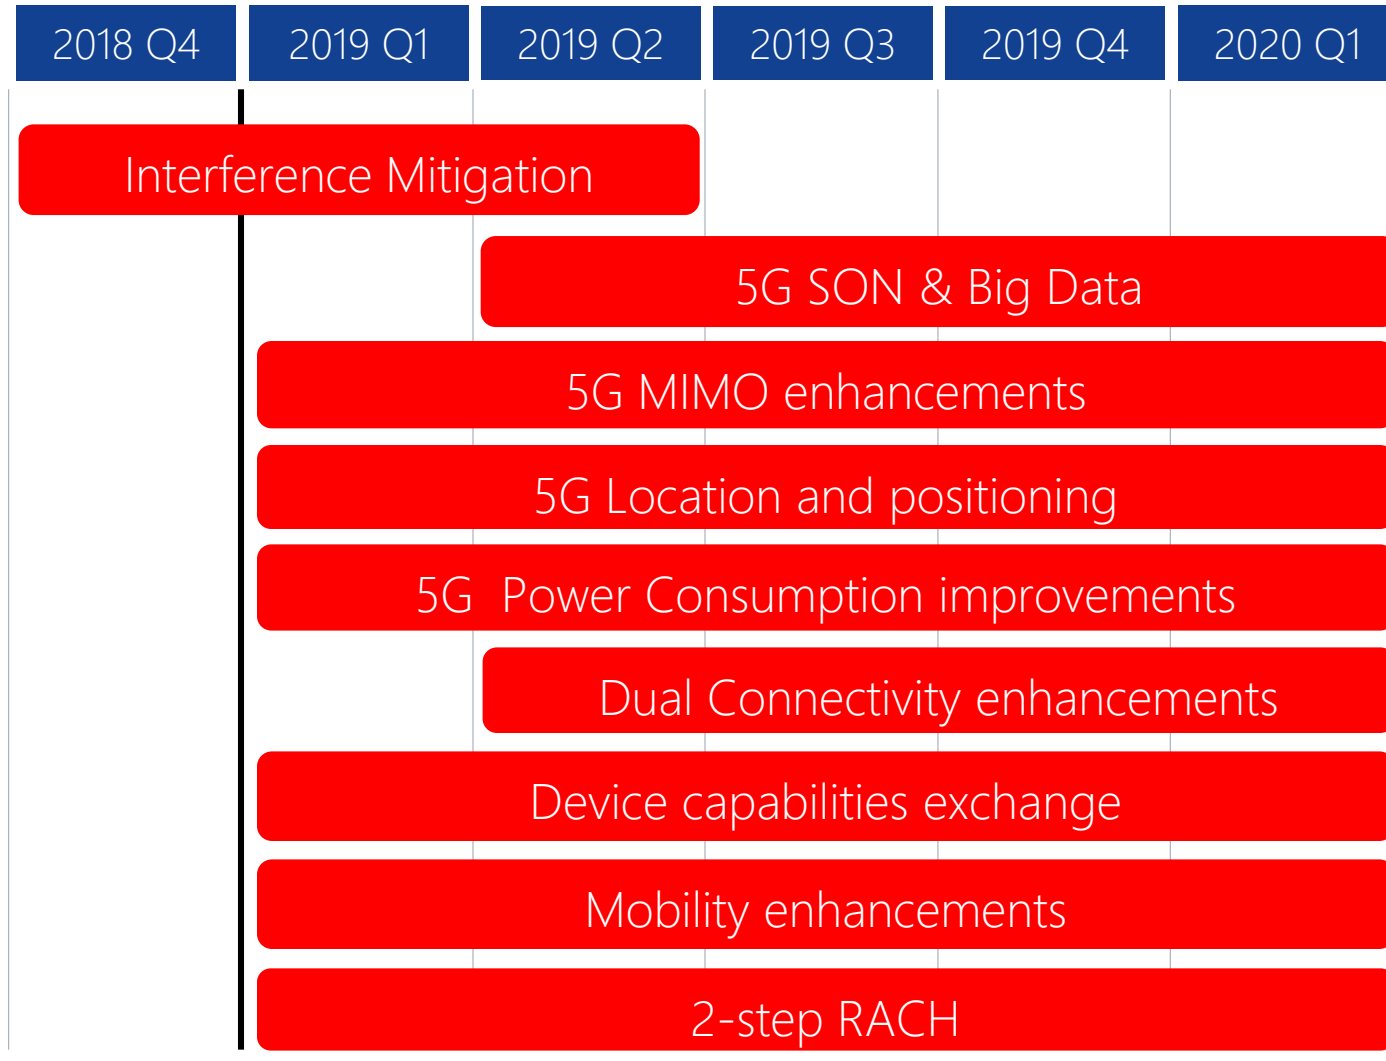 2018 Q4 2019 Q1 2019 Q2 2019 Q3 2019 Q4 2020 Q1
Interference Mitigation
5G SON & Big Data
5G MIMO enhancements
5G Location and positioning
5G  Power Consumption improvements
Dual Connectivity enhancements
Device capabilities exchange
Mobility enhancements
2-step RACH